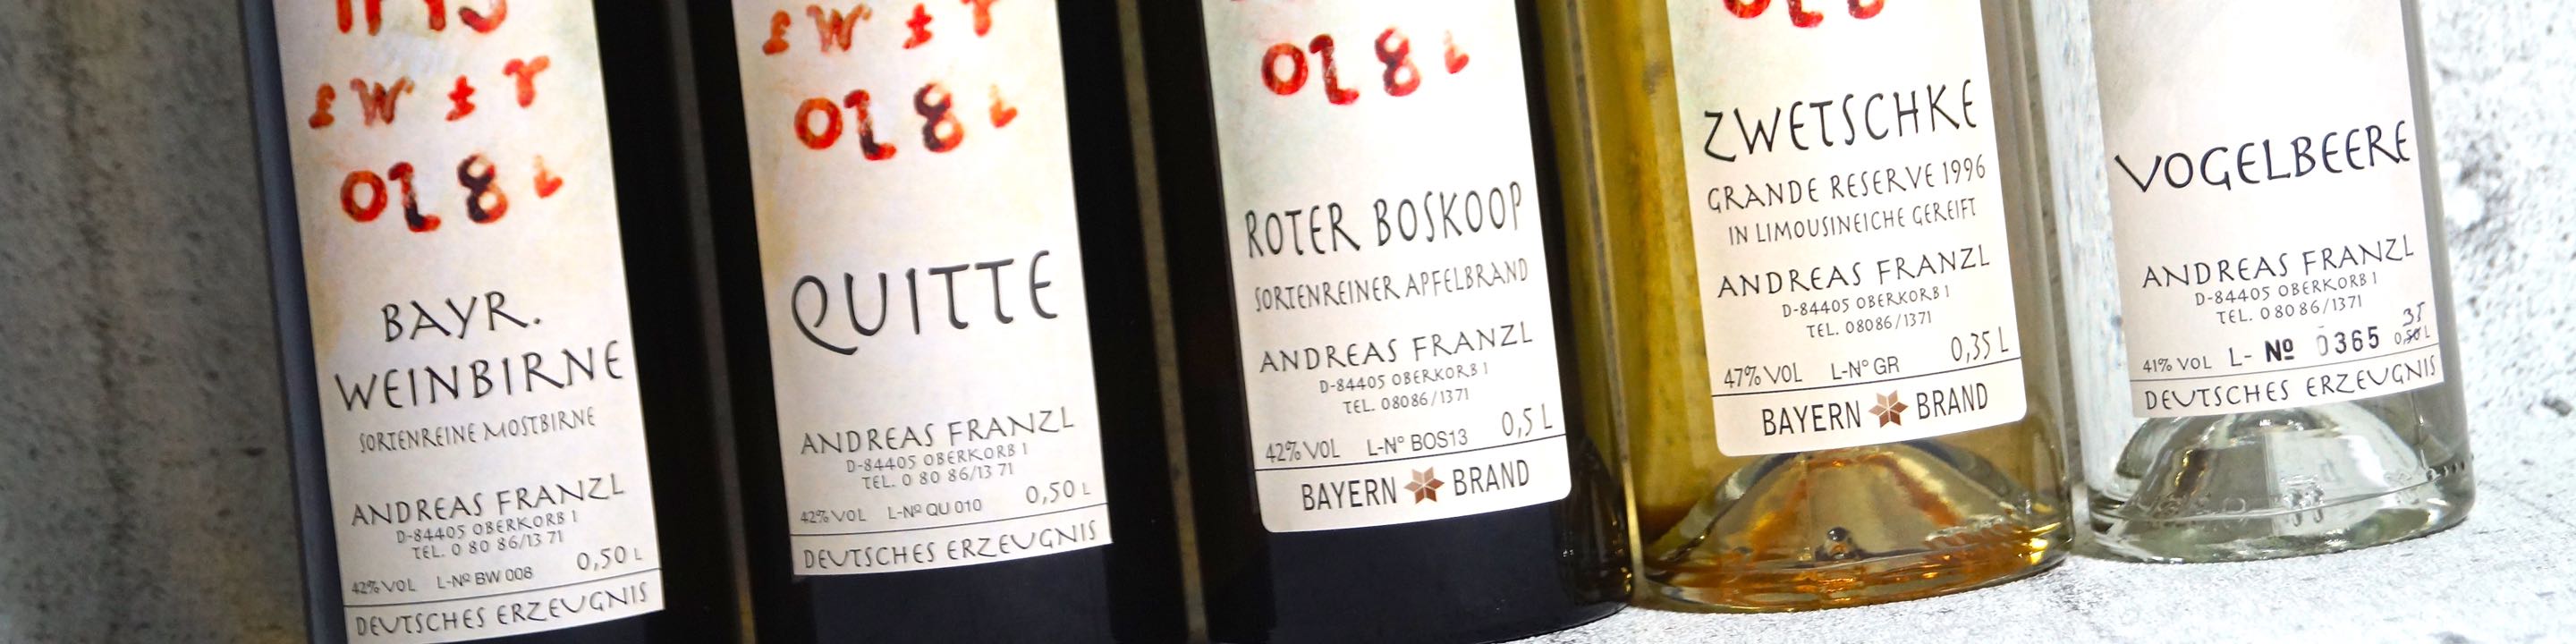 BAYR.
WEINBIRNE
SORTENREINE MOSTBIRNE
ANDREAS FRANZL
D-84405 OBERKORB 1
TEL. 0 80 86/13 71
42% VOL L-Nº BW 008 0,50 L
DEUTSCHES ERZEUGNIS
QUITTE
ANDREAS FRANZL
D-84405 OBERKORB 1
TEL. 0 80 86/13 71
42% VOL L-Nº QU 010 0,50 L
DEUTSCHES ERZEUGNIS
ROTER BOSKOOP
SORTENREINER APFELBRAND
ANDREAS FRANZL
D-84405 OBERKORB 1
TEL. 08086/1371
42% VOL L-Nº BOS13 0,5 L
BAYERN BRAND
ZWETSCHKE
GRANDE RESERVE 1996
IN LIMOUSINEICHE GEREIFT
ANDREAS FRANZL
D-84405 OBERKORB 1
TEL. 08086/1371
47% VOL L-Nº GR 0,35 L
BAYERN BRAND
VOGELBEERE
ANDREAS FRANZL
D-84405 OBERKORB 1
TEL. 08086/1371
35
41% VOL L- Nº 0365 0,50 L
DEUTSCHES ERZEUGNIS